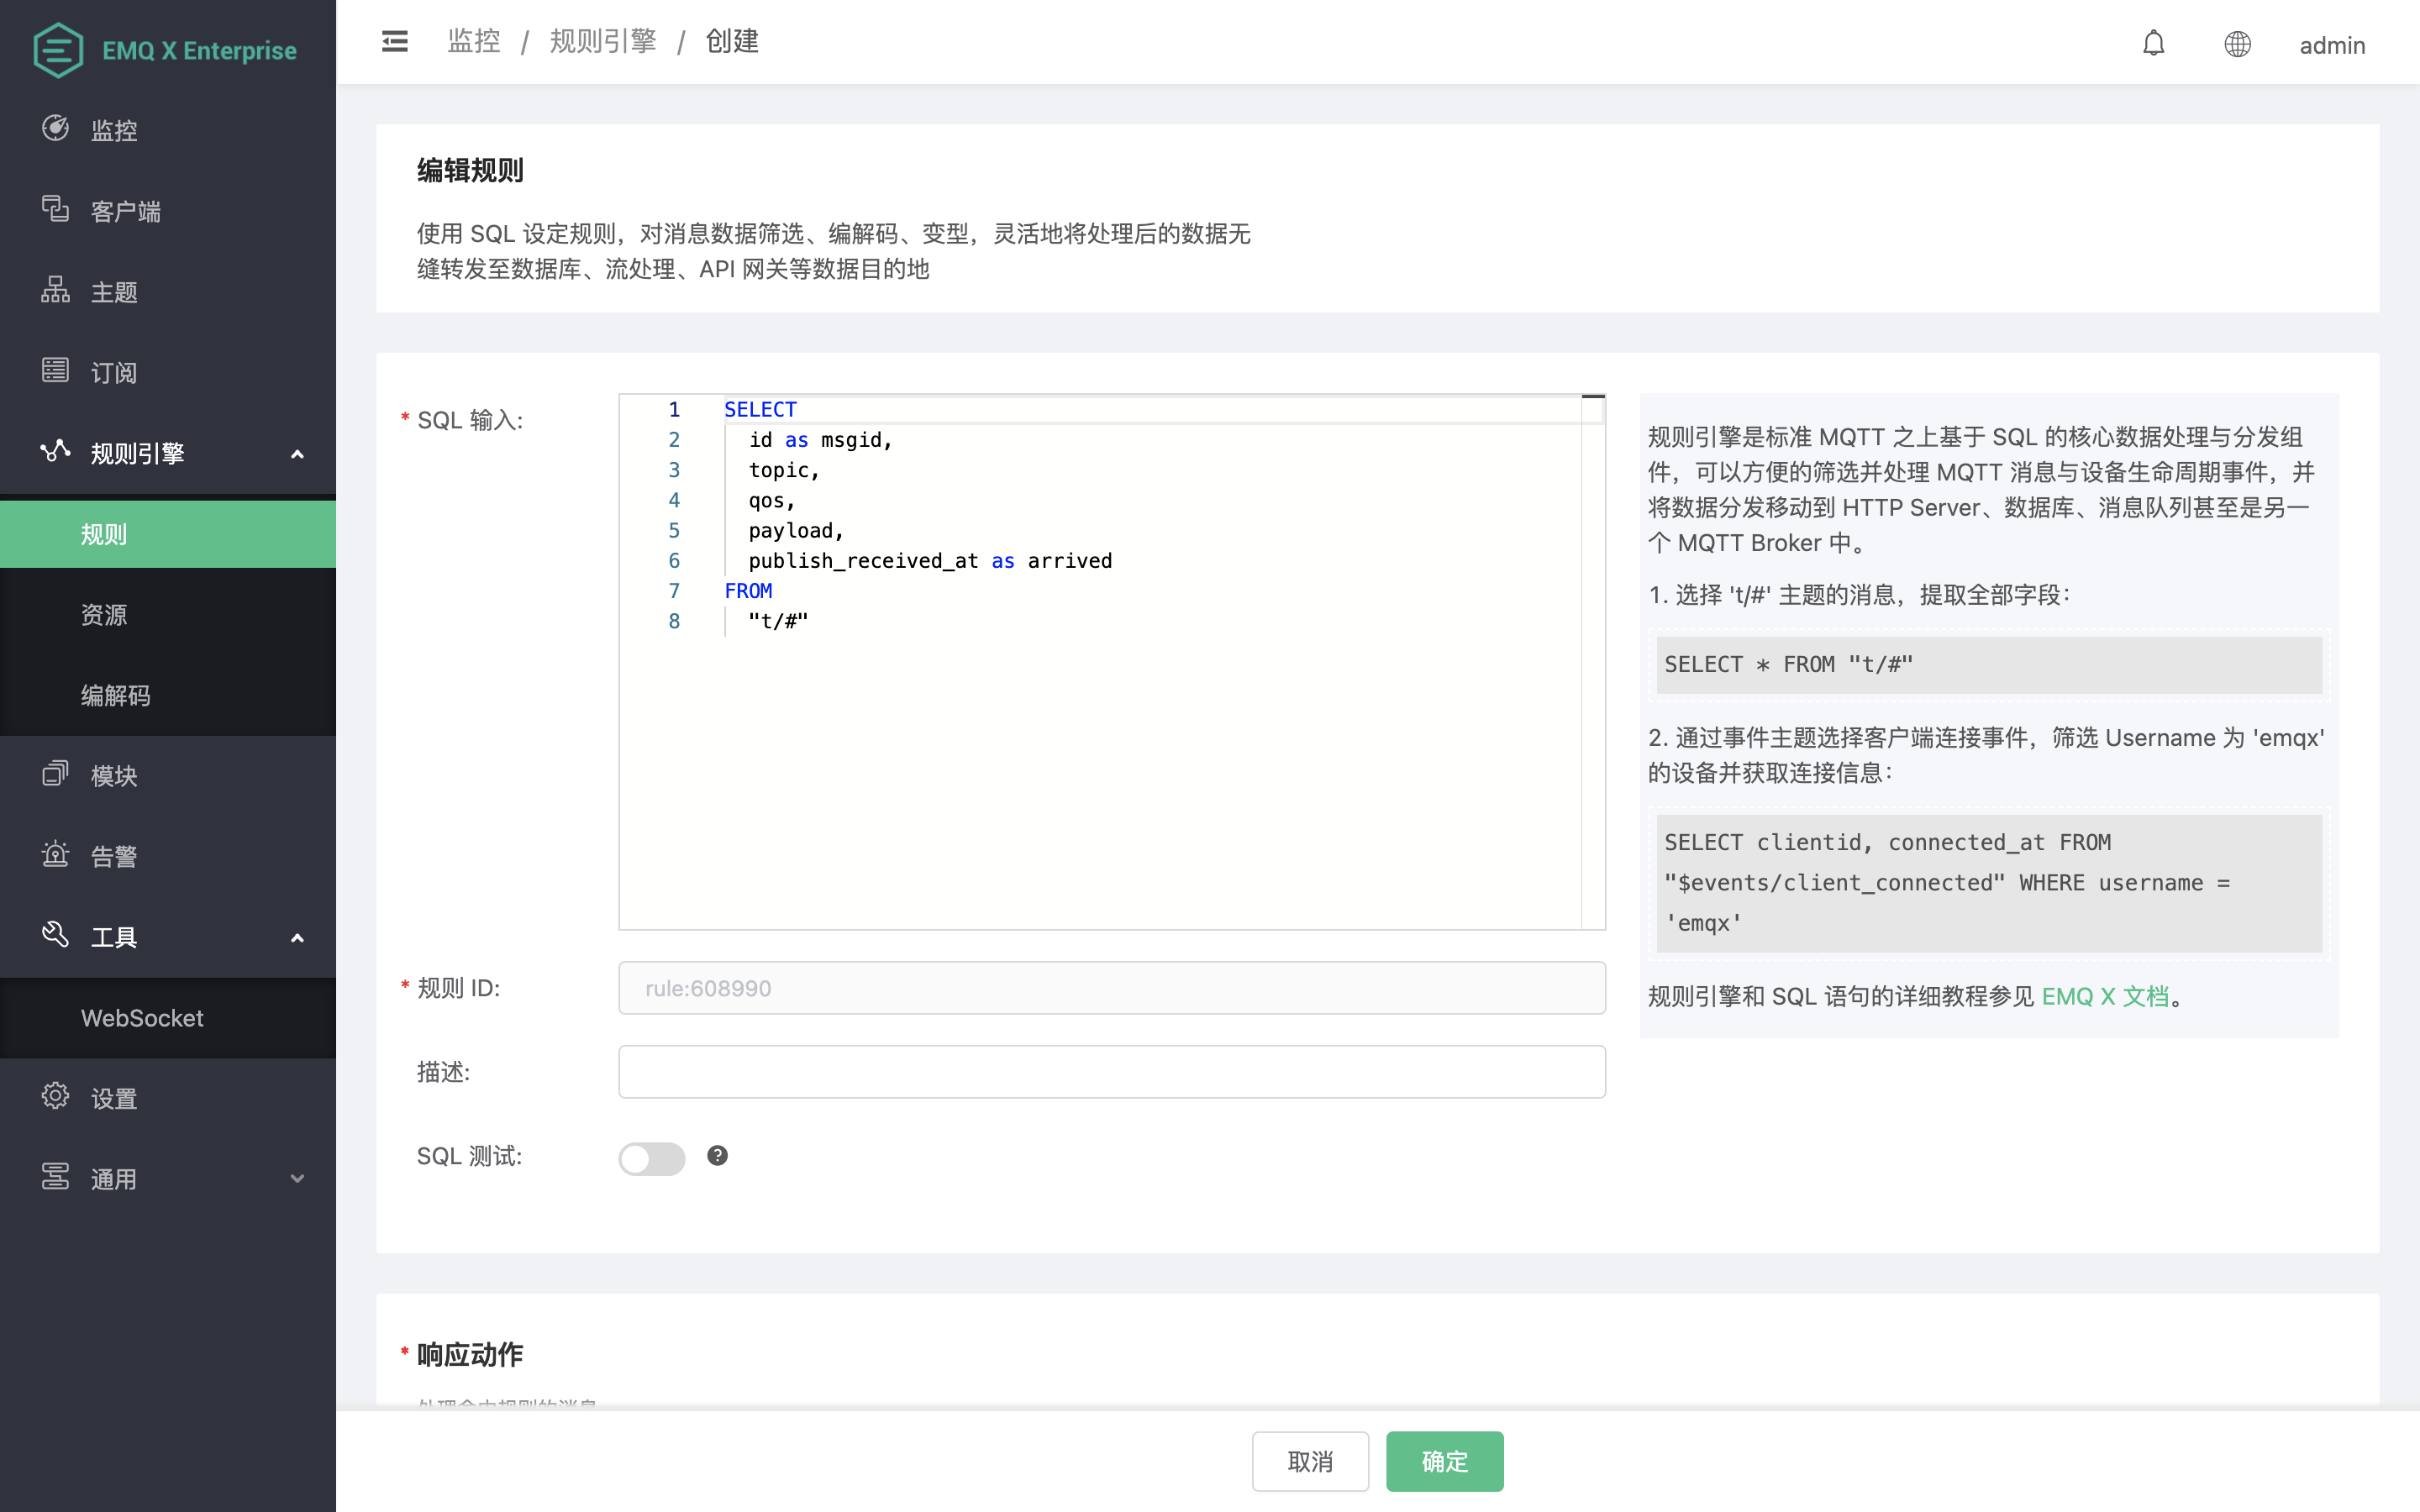 EMQ X Enterprise
监控
客户端
主题
订阅
规则引擎
规则
资源
编解码
模块
告警
工具
WebSocket
设置
通用
监控 / 规则引擎 / 创建
admin
编辑规则
使用 SQL 设定规则，对消息数据筛选、编解码、变型，灵活地将处理后的数据无
缝转发至数据库、流处理、API 网关等数据目的地
* SQL 输入:
1 SELECT
2 id as msgid,
3 topic,
4 qos,
5 payload,
6 publish_received_at as arrived
7 FROM
8 "t/#"
* 规则 ID:
rule:608990
描述:
SQL 测试:
?
规则引擎是标准 MQTT 之上基于 SQL 的核心数据处理与分发组
件，可以方便的筛选并处理 MQTT 消息与设备生命周期事件，并
将数据分发移动到 HTTP Server、数据库、消息队列甚至是另一
个 MQTT Broker 中。
1. 选择 't/#' 主题的消息，提取全部字段：
SELECT * FROM "t/#"
2. 通过事件主题选择客户端连接事件，筛选 Username 为 'emqx'
的设备并获取连接信息：
SELECT clientid, connected_at FROM
"$events/client_connected" WHERE username =
'emqx'
规则引擎和 SQL 语句的详细教程参见 EMQ X 文档。
* 响应动作
处理命中规则的消息
取消
确定